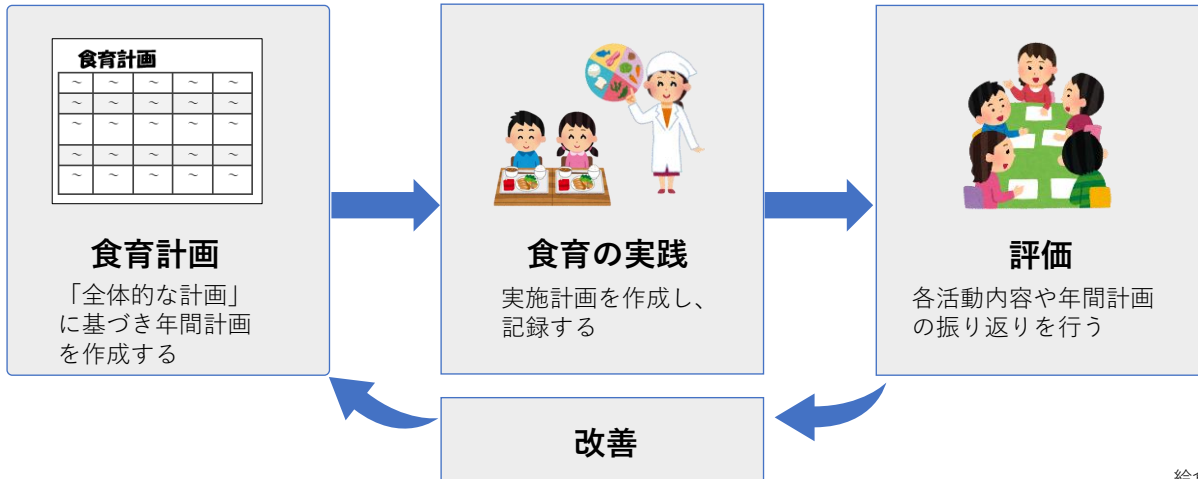 食育計画
～ ～ ～ ～ ～
～ ～ ～ ～ ～
～ ～ ～ ～ ～
～ ～ ～ ～ ～
～ ～ ～ ～ ～
食育計画
「全体的な計画」
に基づき年間計画
を作成する
食育の実践
実施計画を作成し、
記録する
評価
各活動内容や年間計画
の振り返りを行う
改善